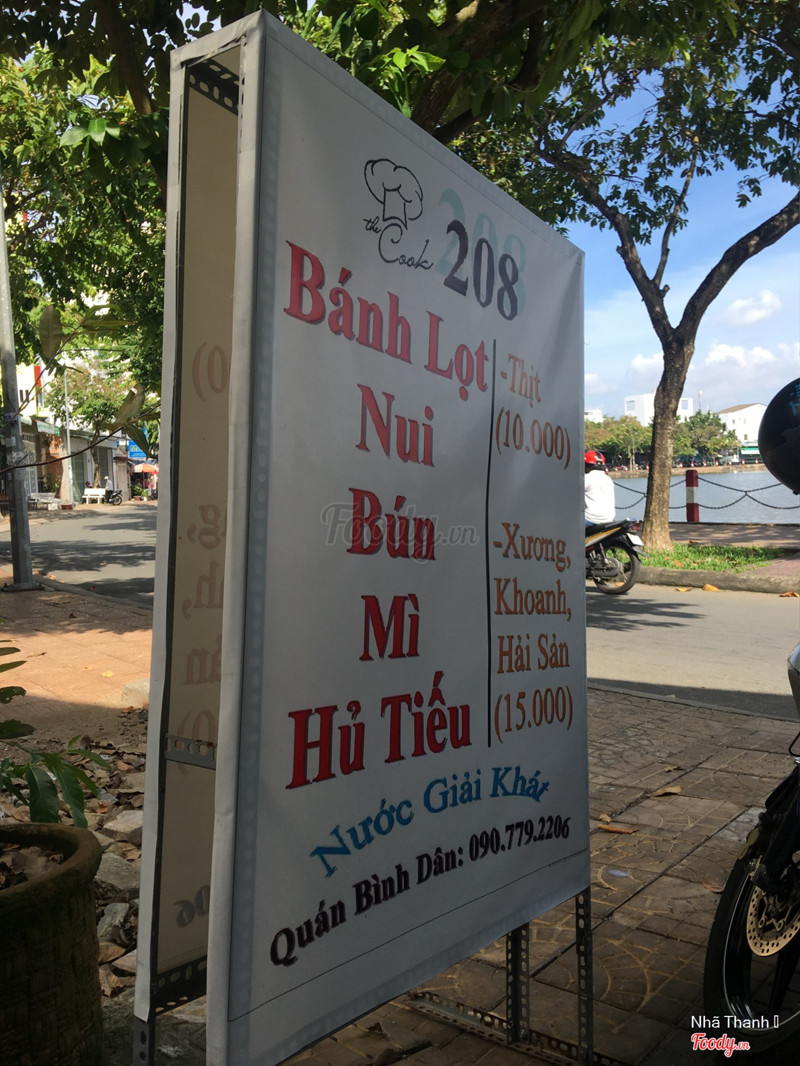 the Cook 208
Bánh Lọt
Nui
Bún
Mì
Hủ Tiếu
-Thịt
(10.000)
-Xương,
Khoanh,
Hải Sản
(15.000)
Nước Giải Khát
Quán Bình Dân: 090.779.2206
Foody.vn
Nhã Thanh
Foody.vn